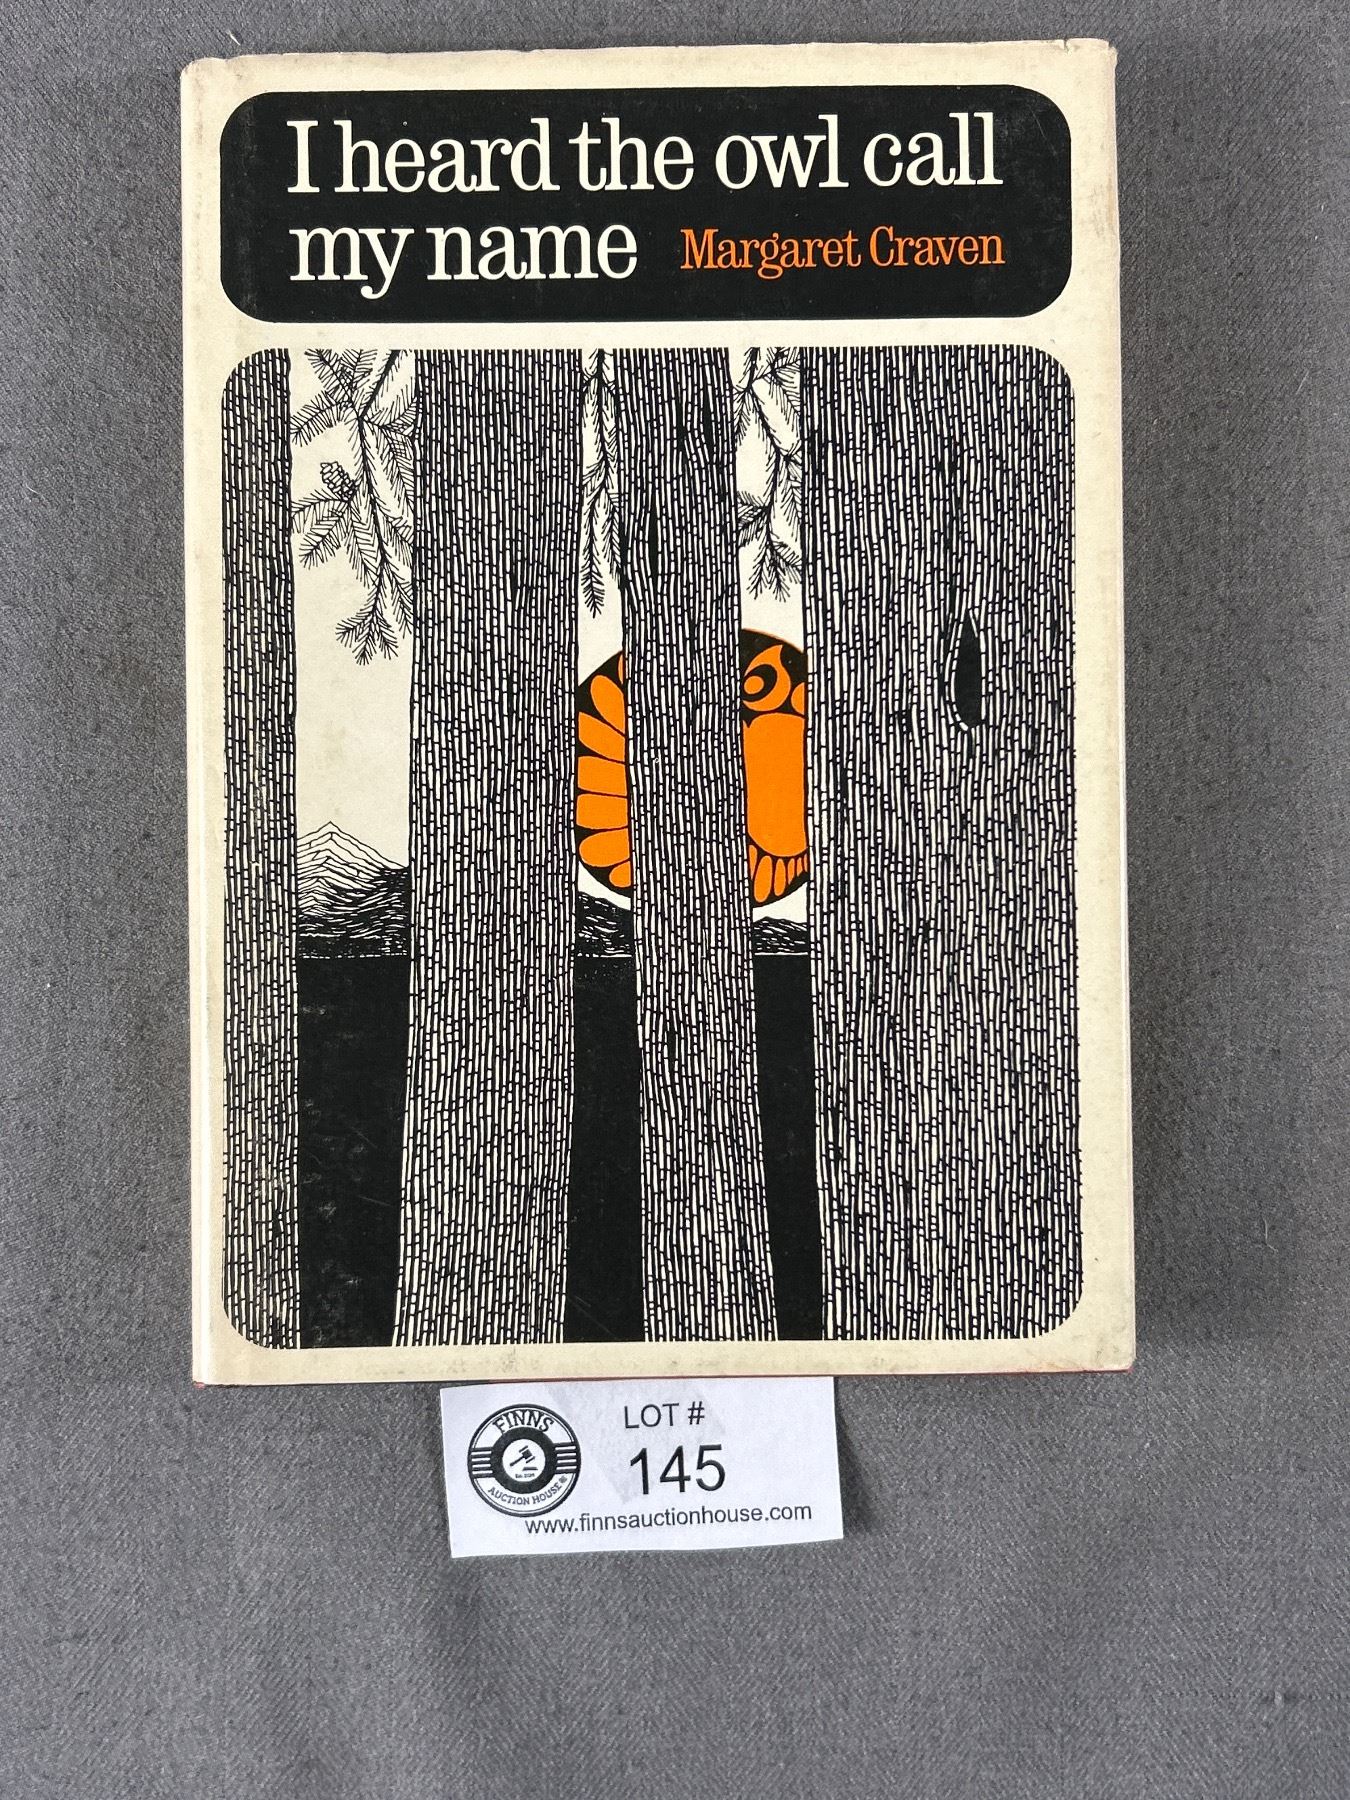 I heard the owl call
my name Margaret Craven
LOT #
145
FINNS
AUCTION HOUSE
www.finnsauctionhouse.com